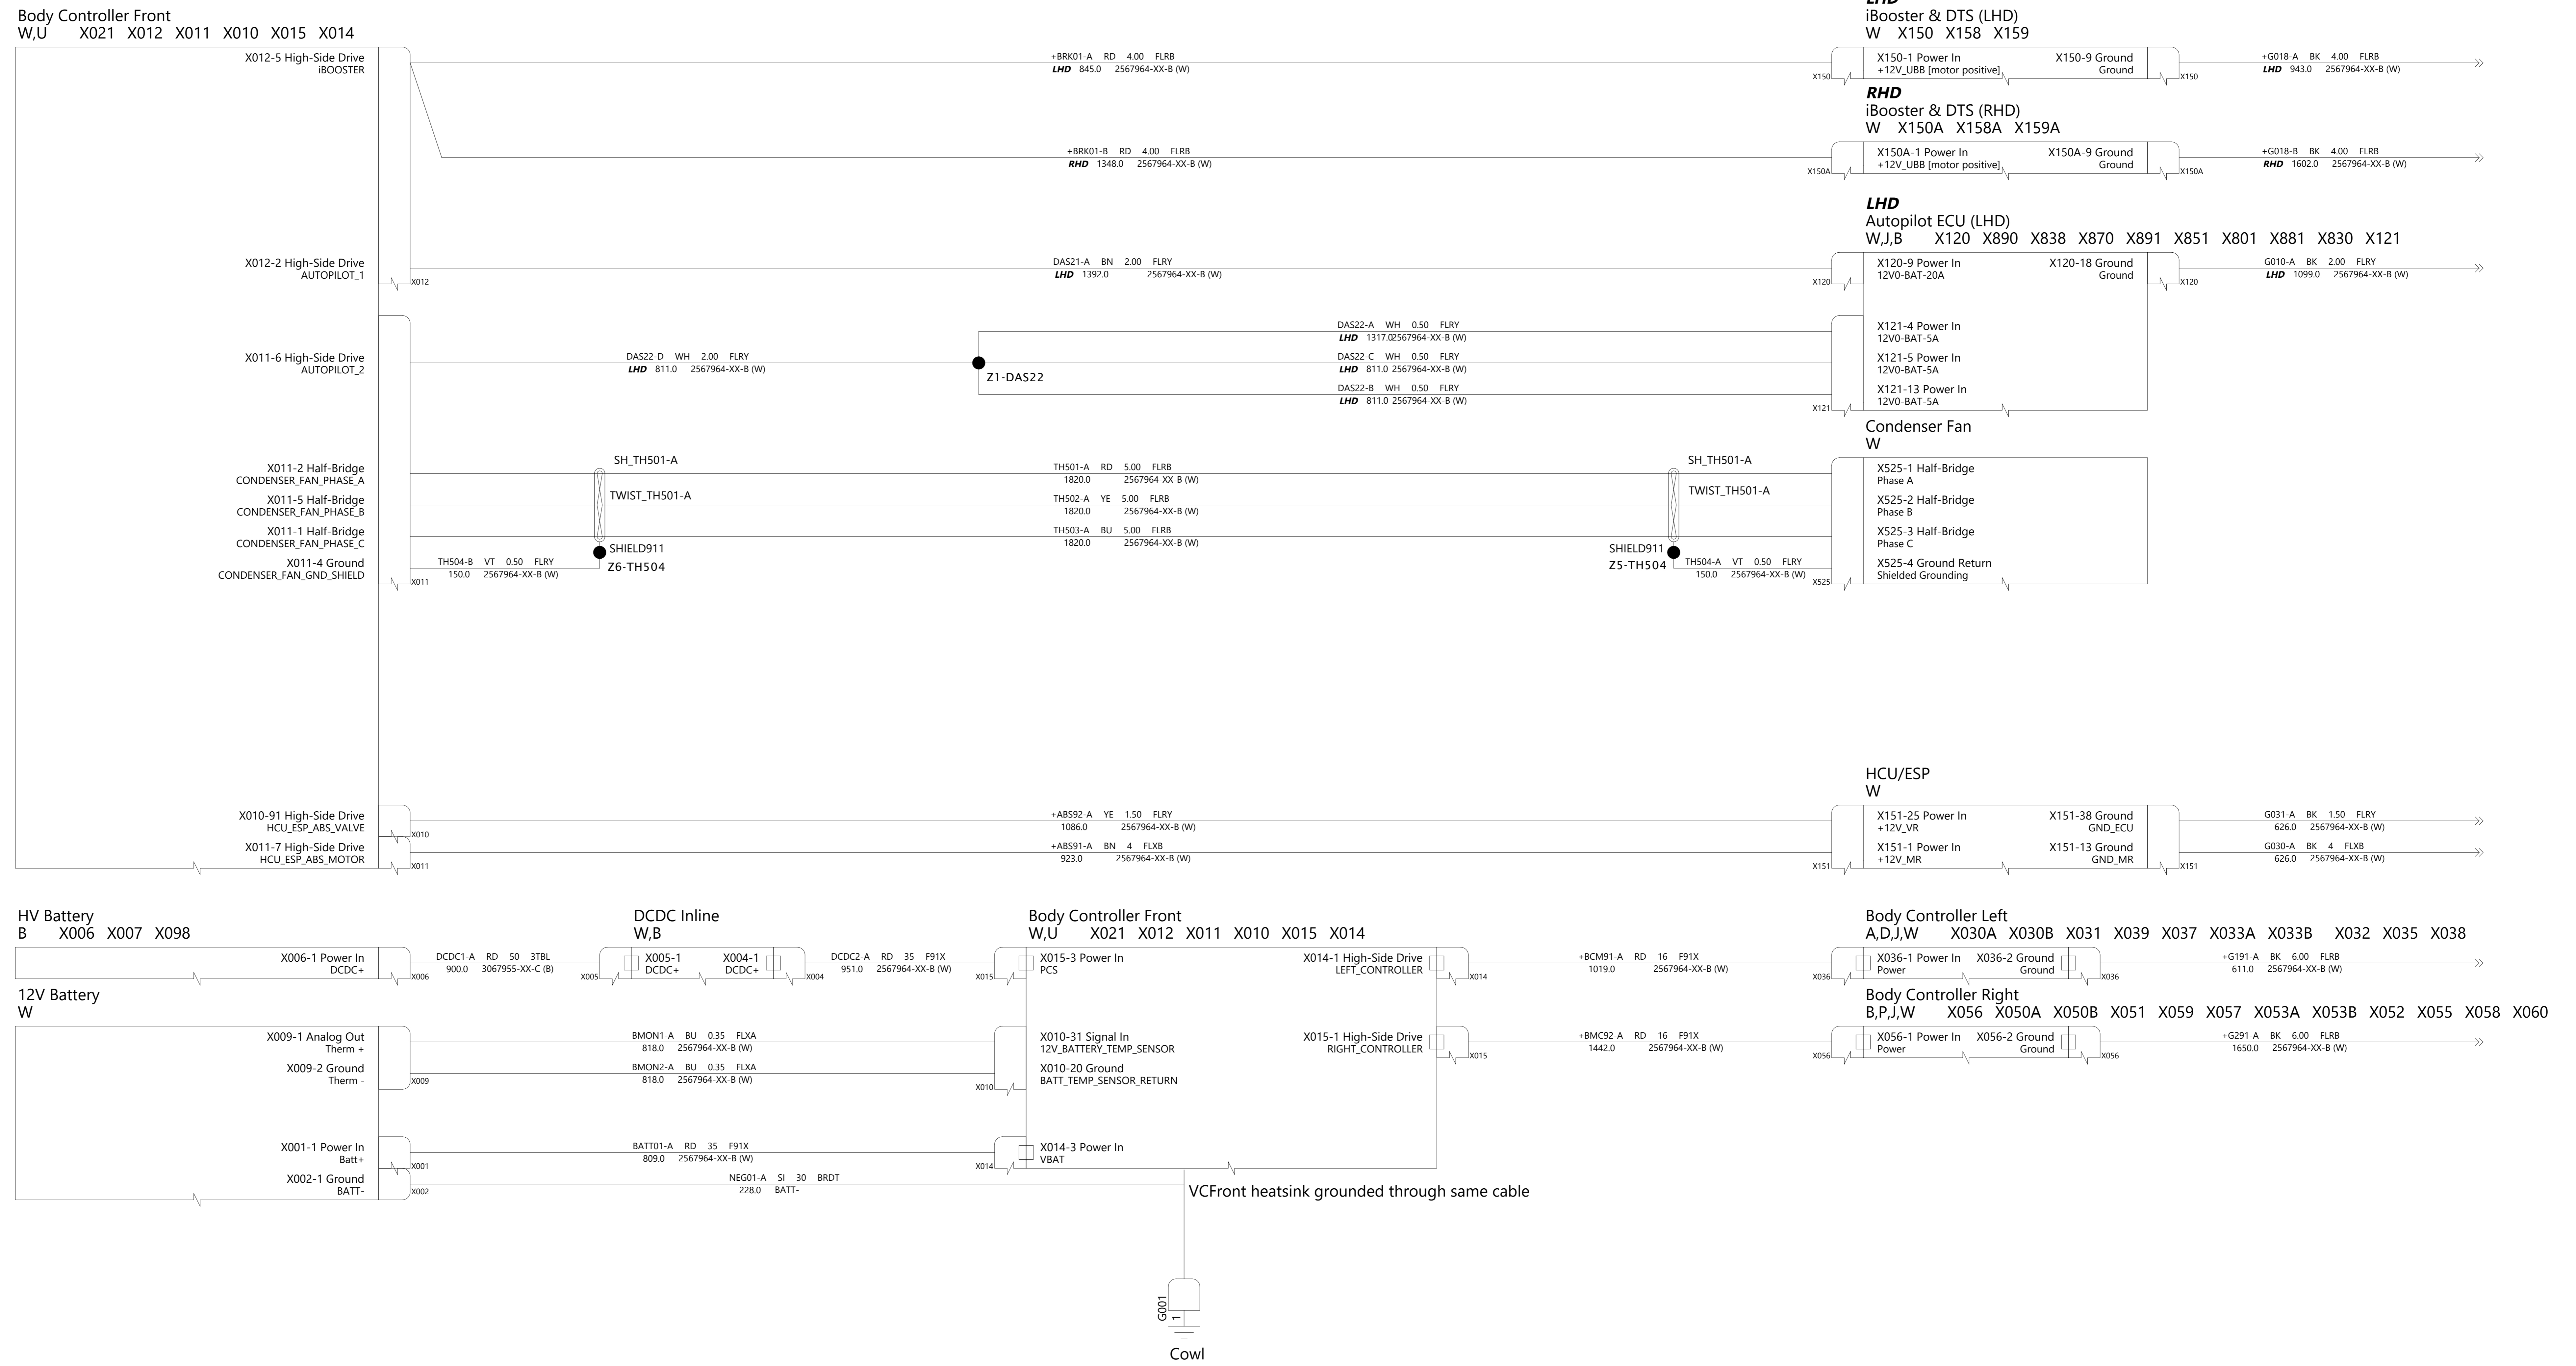 Body Controller Front
W,U X021 X012 X011 X010 X015 X014
X012-5 High-Side Drive
iBOOSTER
+BRK01-A RD 4.00 FLRB
LHD 845.0 2567964-XX-B (W)
LHD
iBooster & DTS (LHD)
W X150 X158 X159
X150
X150-1 Power In
+12V_UBB [motor positive]
X150-9 Ground
Ground
X150
+G018-A BK 4.00 FLRB
LHD 943.0 2567964-XX-B (W)
+BRK01-B RD 4.00 FLRB
RHD 1348.0 2567964-XX-B (W)
RHD
iBooster & DTS (RHD)
W X150A X158A X159A
X150A
X150A-1 Power In
+12V_UBB [motor positive]
X150A-9 Ground
Ground
X150A
+G018-B BK 4.00 FLRB
RHD 1602.0 2567964-XX-B (W)
X012-2 High-Side Drive
AUTOPILOT_1
X012
DAS21-A BN 2.00 FLRY
LHD 1392.0 2567964-XX-B (W)
LHD
Autopilot ECU (LHD)
W,J,B X120 X890 X838 X870 X891 X851 X801 X881 X830 X121
X120
X120-9 Power In
12V0-BAT-20A
X120-18 Ground
Ground
X120
G010-A BK 2.00 FLRY
LHD 1099.0 2567964-XX-B (W)
X011-6 High-Side Drive
AUTOPILOT_2
DAS22-D WH 2.00 FLRY
LHD 811.0 2567964-XX-B (W)
Z1-DAS22
DAS22-A WH 0.50 FLRY
LHD 1317.0 2567964-XX-B (W)
DAS22-C WH 0.50 FLRY
LHD 811.0 2567964-XX-B (W)
DAS22-B WH 0.50 FLRY
LHD 811.0 2567964-XX-B (W)
X121
X121-4 Power In
12V0-BAT-5A
X121-5 Power In
12V0-BAT-5A
X121-13 Power In
12V0-BAT-5A
Condenser Fan
W
X011-2 Half-Bridge
CONDENSER_FAN_PHASE_A
X011-5 Half-Bridge
CONDENSER_FAN_PHASE_B
X011-1 Half-Bridge
CONDENSER_FAN_PHASE_C
X011-4 Ground
CONDENSER_FAN_GND_SHIELD
X011
SH_TH501-A
TWIST_TH501-A
SHIELD911
Z6-TH504
TH504-B VT 0.50 FLRY
150.0 2567964-XX-B (W)
TH501-A RD 5.00 FLRB
1820.0 2567964-XX-B (W)
TH502-A YE 5.00 FLRB
1820.0 2567964-XX-B (W)
TH503-A BU 5.00 FLRB
1820.0 2567964-XX-B (W)
SH_TH501-A
TWIST_TH501-A
SHIELD911
Z5-TH504
TH504-A VT 0.50 FLRY
150.0 2567964-XX-B (W)
X525
X525-1 Half-Bridge
Phase A
X525-2 Half-Bridge
Phase B
X525-3 Half-Bridge
Phase C
X525-4 Ground Return
Shielded Grounding
HCU/ESP
W
X010-91 High-Side Drive
HCU_ESP_ABS_VALVE
X010
+ABS92-A YE 1.50 FLRY
1086.0 2567964-XX-B (W)
X151-25 Power In
+12V_VR
X151-38 Ground
GND_ECU
G031-A BK 1.50 FLRY
626.0 2567964-XX-B (W)
X011-7 High-Side Drive
HCU_ESP_ABS_MOTOR
X011
+ABS91-A BN 4 FLXB
923.0 2567964-XX-B (W)
X151
X151-1 Power In
+12V_MR
X151-13 Ground
GND_MR
X151
G030-A BK 4 FLXB
626.0 2567964-XX-B (W)
HV Battery
B X006 X007 X098
X006-1 Power In
DCDC+
X006
DCDC1-A RD 50 3TBL
900.0 3067955-XX-C (B)
DCDC Inline
W,B
X005
X005-1
DCDC+
X004-1
DCDC+
X004
DCDC2-A RD 35 F91X
951.0 2567964-XX-B (W)
Body Controller Front
W,U X021 X012 X011 X010 X015 X014
X015
X015-3 Power In
PCS
X014-1 High-Side Drive
LEFT_CONTROLLER
X014
+BCM91-A RD 16 F91X
1019.0 2567964-XX-B (W)
Body Controller Left
A,D,J,W X030A X030B X031 X039 X037 X033A X033B X032 X035 X038
X036
X036-1 Power In
Power
X036-2 Ground
Ground
X036
+G191-A BK 6.00 FLRB
611.0 2567964-XX-B (W)
12V Battery
W
X009-1 Analog Out
Therm +
X009-2 Ground
Therm -
X009
BMON1-A BU 0.35 FLXA
818.0 2567964-XX-B (W)
BMON2-A BU 0.35 FLXA
818.0 2567964-XX-B (W)
X010
X010-31 Signal In
12V_BATTERY_TEMP_SENSOR
X010-20 Ground
BATT_TEMP_SENSOR_RETURN
X015-1 High-Side Drive
RIGHT_CONTROLLER
X015
+BMC92-A RD 16 F91X
1442.0 2567964-XX-B (W)
Body Controller Right
B,P,J,W X056 X050A X050B X051 X059 X057 X053A X053B X052 X055 X058 X060
X056
X056-1 Power In
Power
X056-2 Ground
Ground
X056
+G291-A BK 6.00 FLRB
1650.0 2567964-XX-B (W)
X001-1 Power In
Batt+
X001
BATT01-A RD 35 F91X
809.0 2567964-XX-B (W)
X014
X014-3 Power In
VBAT
X002-1 Ground
BATT-
X002
NEG01-A SI 30 BRDT
228.0 BATT-
VCFront heatsink grounded through same cable
G001
1
Cowl